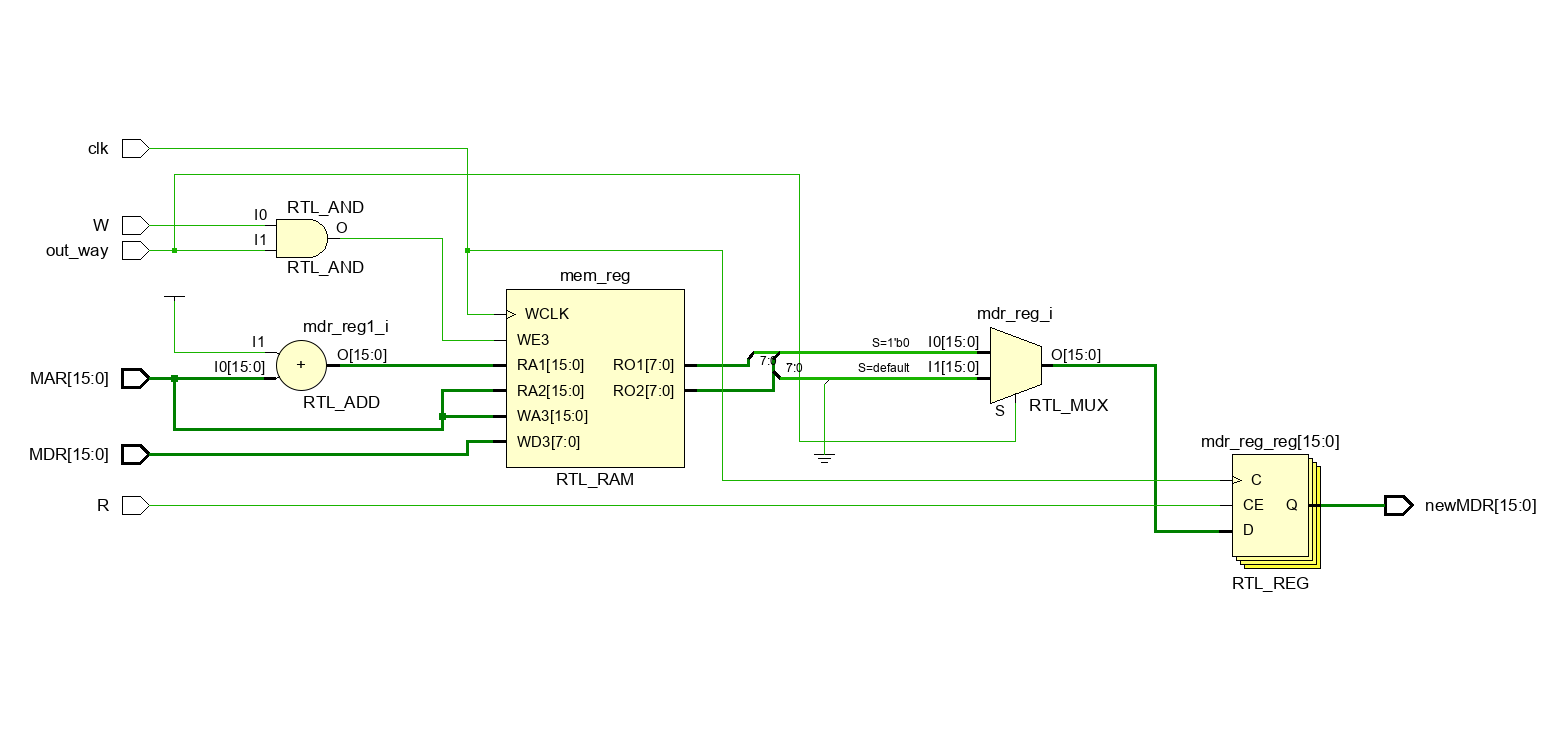 clk
W
out_way
I0
I1
RTL_AND
O
RTL_AND
mem_reg
WCLK
WE3
RA1[15:0]
RA2[15:0]
WA3[15:0]
WD3[7:0]
RO1[7:0]
RO2[7:0]
RTL_RAM
mdr_reg1_i
I1
I0[15:0]
+
O[15:0]
RTL_ADD
MAR[15:0]
MDR[15:0]
R
7:0
7:0
mdr_reg_i
S=1'b0
I0[15:0]
S=default
I1[15:0]
O[15:0]
S
RTL_MUX
mdr_reg_reg[15:0]
C
CE
Q
D
RTL_REG
newMDR[15:0]